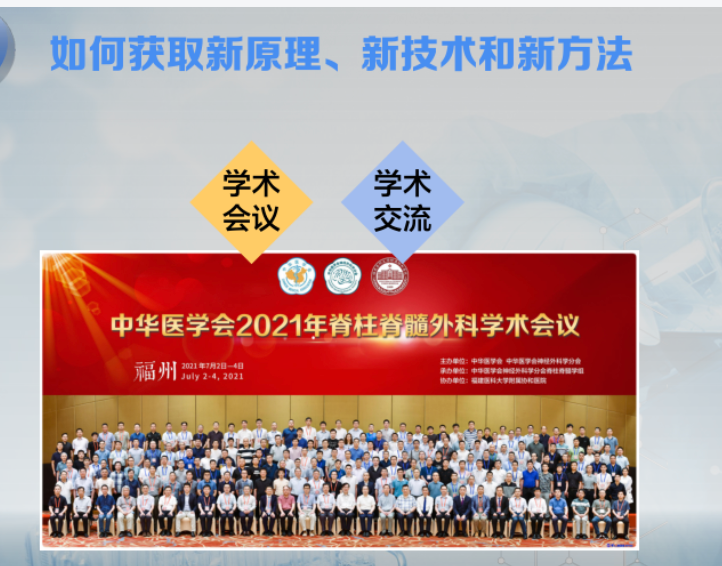 如何获取新原理、新技术和新方法
学术
会议
学术
交流
中华医学会2021年脊柱脊髓外科学术会议
福州
2021年7月2日—4日
July 2-4, 2021
主办单位：中华医学会 中华医学会神经外科学分会
承办单位：中华医学会神经外科学分会脊柱脊髓学组
协办单位：福建医科大学附属协和医院